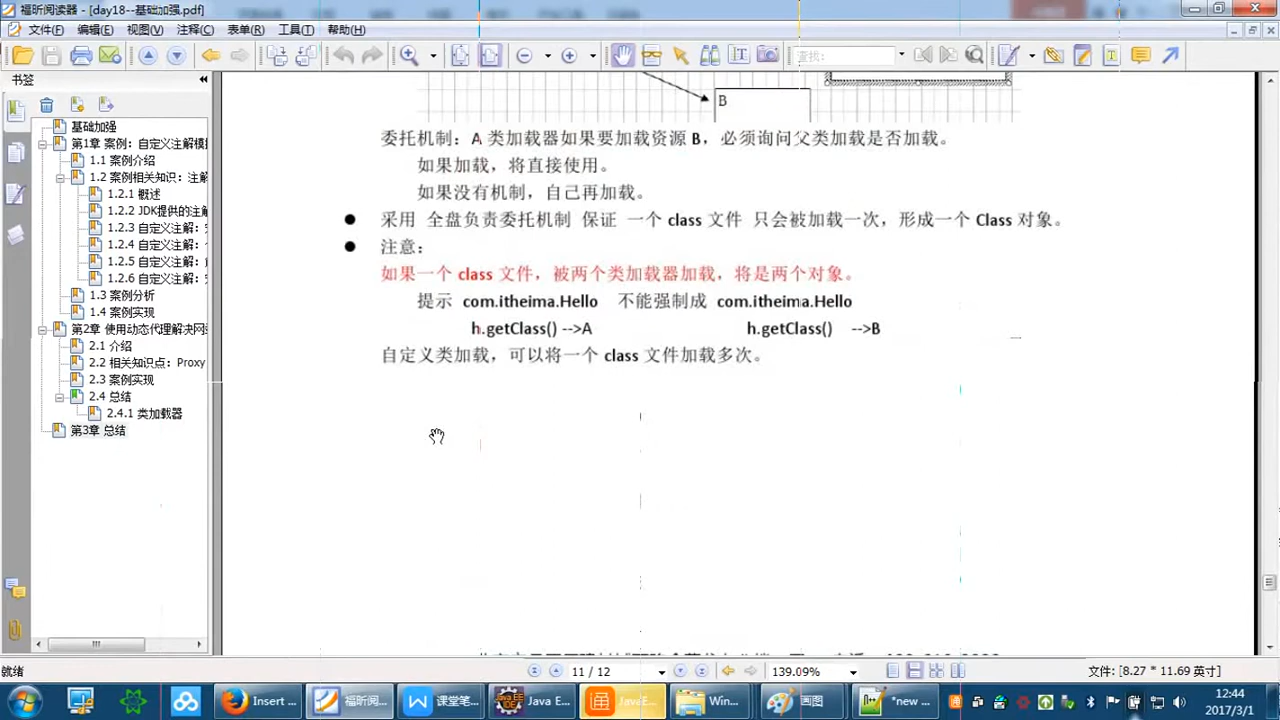 福昕阅读器 - [day18--基础加强.pdf]
文件(F) 编辑(E) 视图(V) 注释(C) 表单(R) 工具(T) 帮助(H)
查找:
书签
基础加强
第1章 案例：自定义注解模拟
1.1 案例介绍
1.2 案例相关知识：注解
1.2.1 概述
1.2.2 JDK提供的注解
1.2.3 自定义注解：
1.2.4 自定义注解：
1.2.5 自定义注解：
1.2.6 自定义注解：
1.3 案例分析
1.4 案例实现
第2章 使用动态代理解决网
2.1 介绍
2.2 相关知识点：Proxy
2.3 案例实现
2.4 总结
2.4.1 类加载器
第3章 总结
B
委托机制：A 类加载器如果要加载资源 B，必须询问父类加载是否加载。
如果加载，将直接使用。
如果没有机制，自己再加载。
● 采用 全盘负责委托机制 保证 一个 class 文件 只会被加载一次，形成一个 Class 对象。
● 注意：
如果一个 class 文件，被两个类加载器加载，将是两个对象。
提示 com.itheima.Hello 不能强制成 com.itheima.Hello
h.getClass() -->A h.getClass() -->B
自定义类加载，可以将一个 class 文件加载多次。
就绪
11 / 12
139.09%
文件: [8.27 * 11.69 英寸]
Insert ...
福昕阅...
课堂笔...
Java E...
JavaE...
Win...
画图
*new ...
12:44
2017/3/1